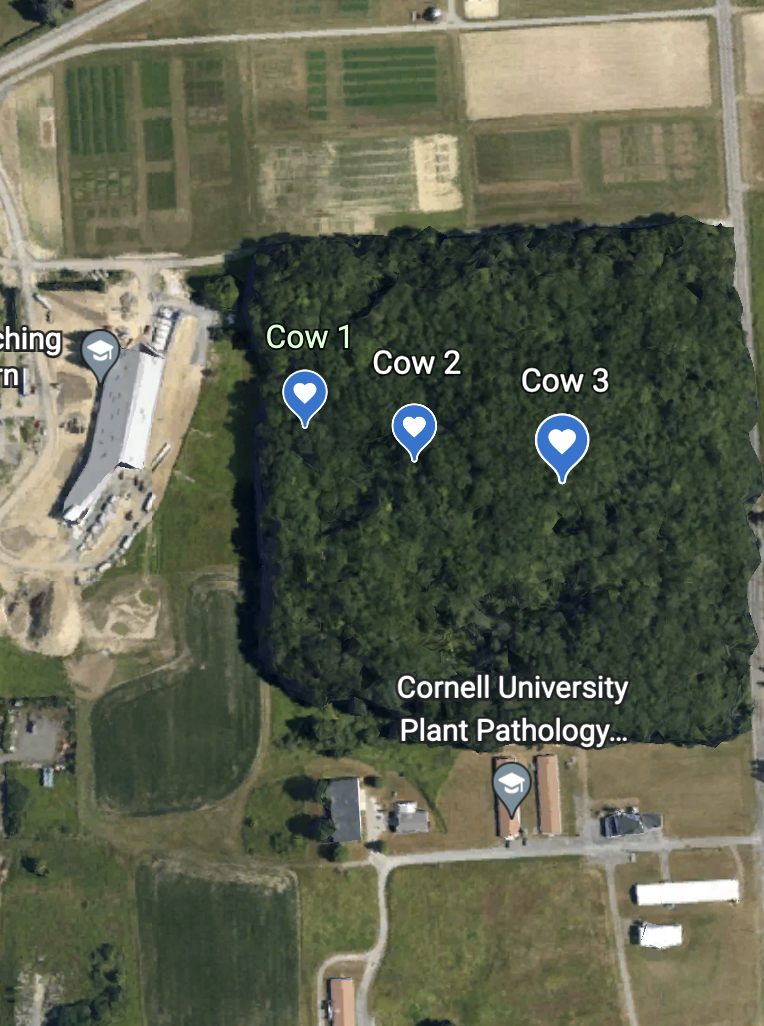 ching
rn
Cow 1
Cow 2
Cow 3
Cornell University
Plant Pathology...